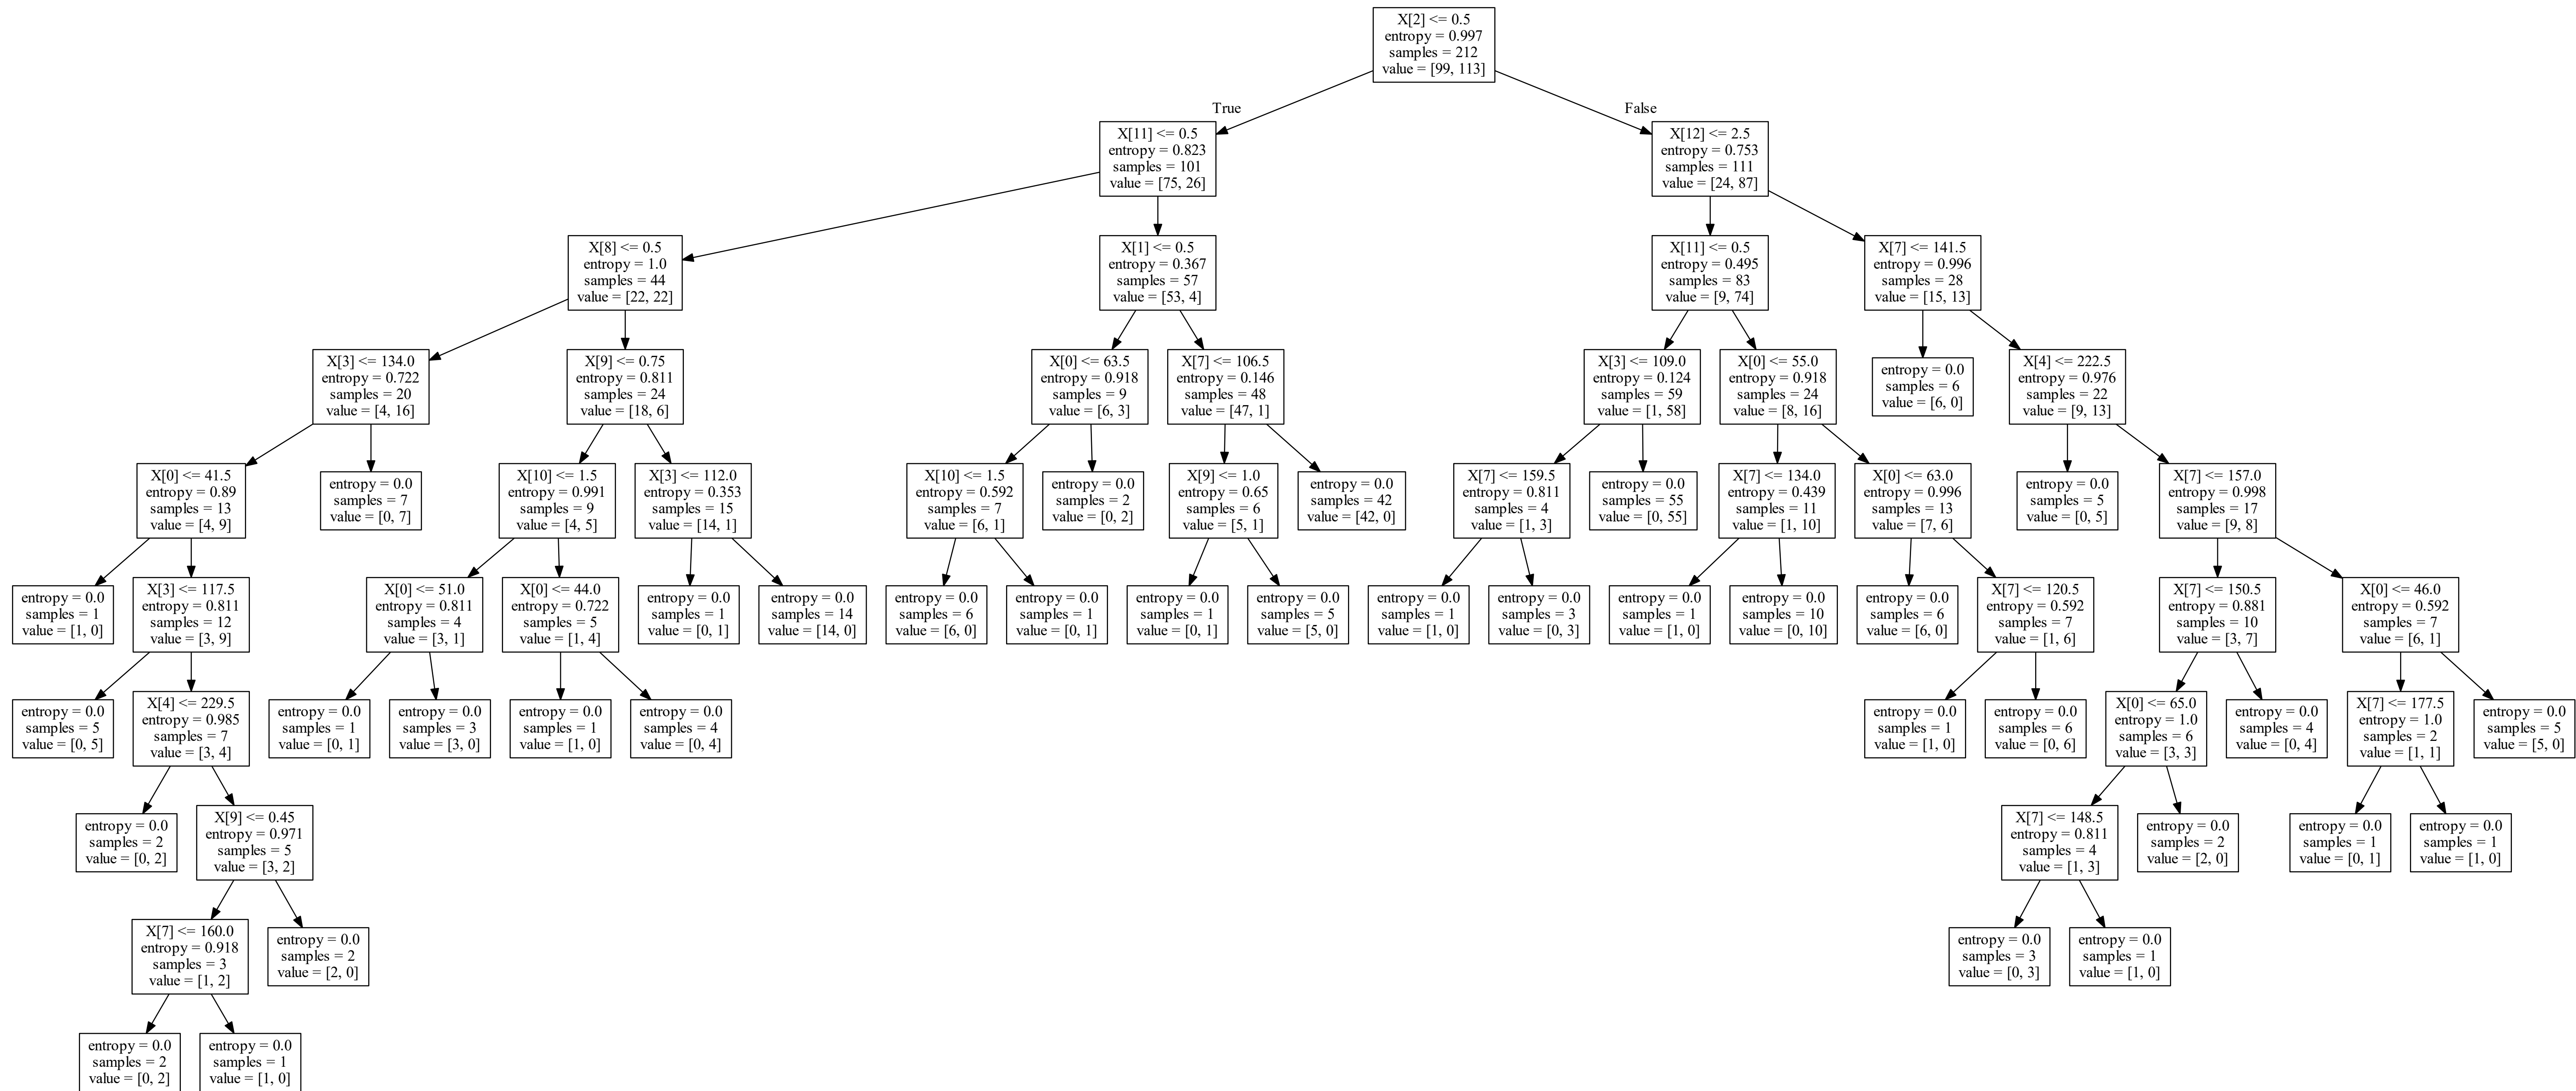 X[2] <= 0.5
entropy = 0.997
samples = 212
value = [99, 113]
True
False
X[11] <= 0.5
entropy = 0.823
samples = 101
value = [75, 26]
X[12] <= 2.5
entropy = 0.753
samples = 111
value = [24, 87]
X[8] <= 0.5
entropy = 1.0
samples = 44
value = [22, 22]
X[1] <= 0.5
entropy = 0.367
samples = 57
value = [53, 4]
X[11] <= 0.5
entropy = 0.495
samples = 83
value = [9, 74]
X[7] <= 141.5
entropy = 0.996
samples = 28
value = [15, 13]
X[3] <= 134.0
entropy = 0.722
samples = 20
value = [4, 16]
X[9] <= 0.75
entropy = 0.811
samples = 24
value = [18, 6]
X[0] <= 63.5
entropy = 0.918
samples = 9
value = [6, 3]
X[7] <= 106.5
entropy = 0.146
samples = 48
value = [47, 1]
X[3] <= 109.0
entropy = 0.124
samples = 59
value = [1, 58]
X[0] <= 55.0
entropy = 0.918
samples = 24
value = [8, 16]
entropy = 0.0
samples = 6
value = [6, 0]
X[4] <= 222.5
entropy = 0.976
samples = 22
value = [9, 13]
X[0] <= 41.5
entropy = 0.89
samples = 13
value = [4, 9]
entropy = 0.0
samples = 7
value = [0, 7]
X[10] <= 1.5
entropy = 0.991
samples = 9
value = [4, 5]
X[3] <= 112.0
entropy = 0.353
samples = 15
value = [14, 1]
X[10] <= 1.5
entropy = 0.592
samples = 7
value = [6, 1]
entropy = 0.0
samples = 2
value = [0, 2]
X[9] <= 1.0
entropy = 0.65
samples = 6
value = [5, 1]
entropy = 0.0
samples = 42
value = [42, 0]
X[7] <= 159.5
entropy = 0.811
samples = 4
value = [1, 3]
entropy = 0.0
samples = 55
value = [0, 55]
X[7] <= 134.0
entropy = 0.439
samples = 11
value = [1, 10]
X[0] <= 63.0
entropy = 0.996
samples = 13
value = [7, 6]
entropy = 0.0
samples = 5
value = [0, 5]
X[7] <= 157.0
entropy = 0.998
samples = 17
value = [9, 8]
entropy = 0.0
samples = 1
value = [1, 0]
X[3] <= 117.5
entropy = 0.811
samples = 12
value = [3, 9]
X[0] <= 51.0
entropy = 0.811
samples = 4
value = [3, 1]
X[0] <= 44.0
entropy = 0.722
samples = 5
value = [1, 4]
entropy = 0.0
samples = 1
value = [0, 1]
entropy = 0.0
samples = 14
value = [14, 0]
entropy = 0.0
samples = 6
value = [6, 0]
entropy = 0.0
samples = 1
value = [0, 1]
entropy = 0.0
samples = 1
value = [0, 1]
entropy = 0.0
samples = 5
value = [5, 0]
entropy = 0.0
samples = 1
value = [1, 0]
entropy = 0.0
samples = 3
value = [0, 3]
entropy = 0.0
samples = 1
value = [1, 0]
entropy = 0.0
samples = 10
value = [0, 10]
entropy = 0.0
samples = 6
value = [6, 0]
X[7] <= 120.5
entropy = 0.592
samples = 7
value = [1, 6]
X[7] <= 150.5
entropy = 0.881
samples = 10
value = [3, 7]
X[0] <= 46.0
entropy = 0.592
samples = 7
value = [6, 1]
entropy = 0.0
samples = 5
value = [0, 5]
X[4] <= 229.5
entropy = 0.985
samples = 7
value = [3, 4]
entropy = 0.0
samples = 1
value = [0, 1]
entropy = 0.0
samples = 3
value = [3, 0]
entropy = 0.0
samples = 1
value = [1, 0]
entropy = 0.0
samples = 4
value = [0, 4]
entropy = 0.0
samples = 1
value = [1, 0]
entropy = 0.0
samples = 6
value = [0, 6]
X[0] <= 65.0
entropy = 1.0
samples = 6
value = [3, 3]
entropy = 0.0
samples = 4
value = [0, 4]
X[7] <= 177.5
entropy = 1.0
samples = 2
value = [1, 1]
entropy = 0.0
samples = 5
value = [5, 0]
entropy = 0.0
samples = 2
value = [0, 2]
X[9] <= 0.45
entropy = 0.971
samples = 5
value = [3, 2]
X[7] <= 148.5
entropy = 0.811
samples = 4
value = [1, 3]
entropy = 0.0
samples = 2
value = [2, 0]
entropy = 0.0
samples = 1
value = [0, 1]
entropy = 0.0
samples = 1
value = [1, 0]
X[7] <= 160.0
entropy = 0.918
samples = 3
value = [1, 2]
entropy = 0.0
samples = 2
value = [2, 0]
entropy = 0.0
samples = 3
value = [0, 3]
entropy = 0.0
samples = 1
value = [1, 0]
entropy = 0.0
samples = 2
value = [0, 2]
entropy = 0.0
samples = 1
value = [1, 0]